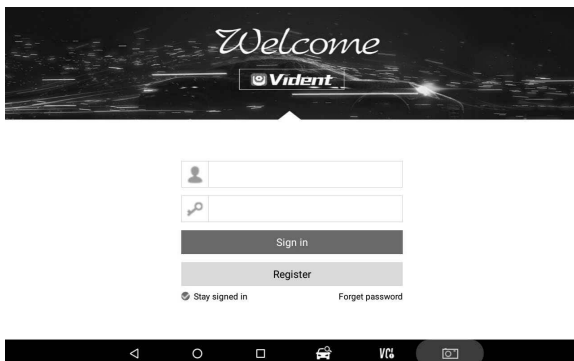 Welcome
Vident
Sign in
Register
Stay signed in
Forget password
VCI